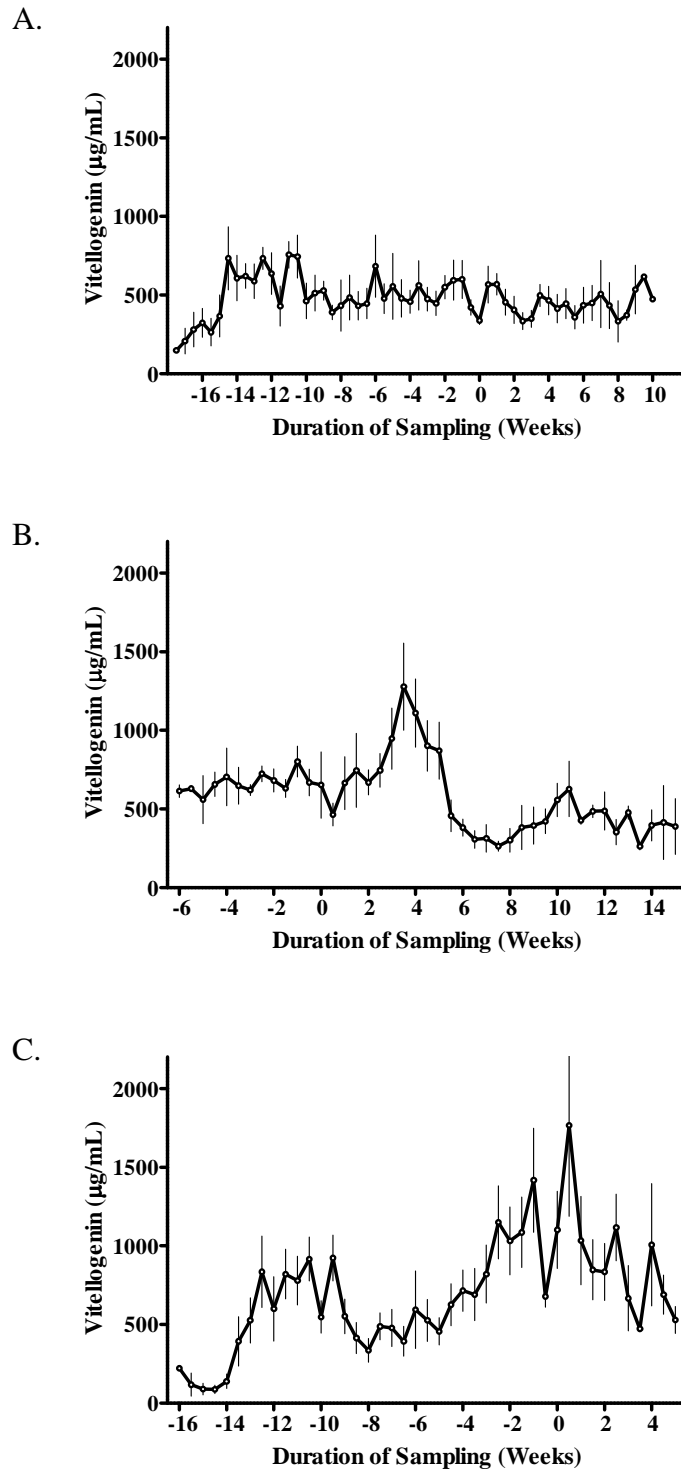 A.
2000
1500
1000
500
0
Vitellogenin (µg/mL)
-16 -14 -12 -10 -8 -6 -4 -2 0 2 4 6 8 10
Duration of Sampling (Weeks)
B.
2000
1500
1000
500
0
Vitellogenin (µg/mL)
-6 -4 -2 0 2 4 6 8 10 12 14
Duration of Sampling (Weeks)
C.
2000
1500
1000
500
0
Vitellogenin (µg/mL)
-16 -14 -12 -10 -8 -6 -4 -2 0 2 4
Duration of Sampling (Weeks)